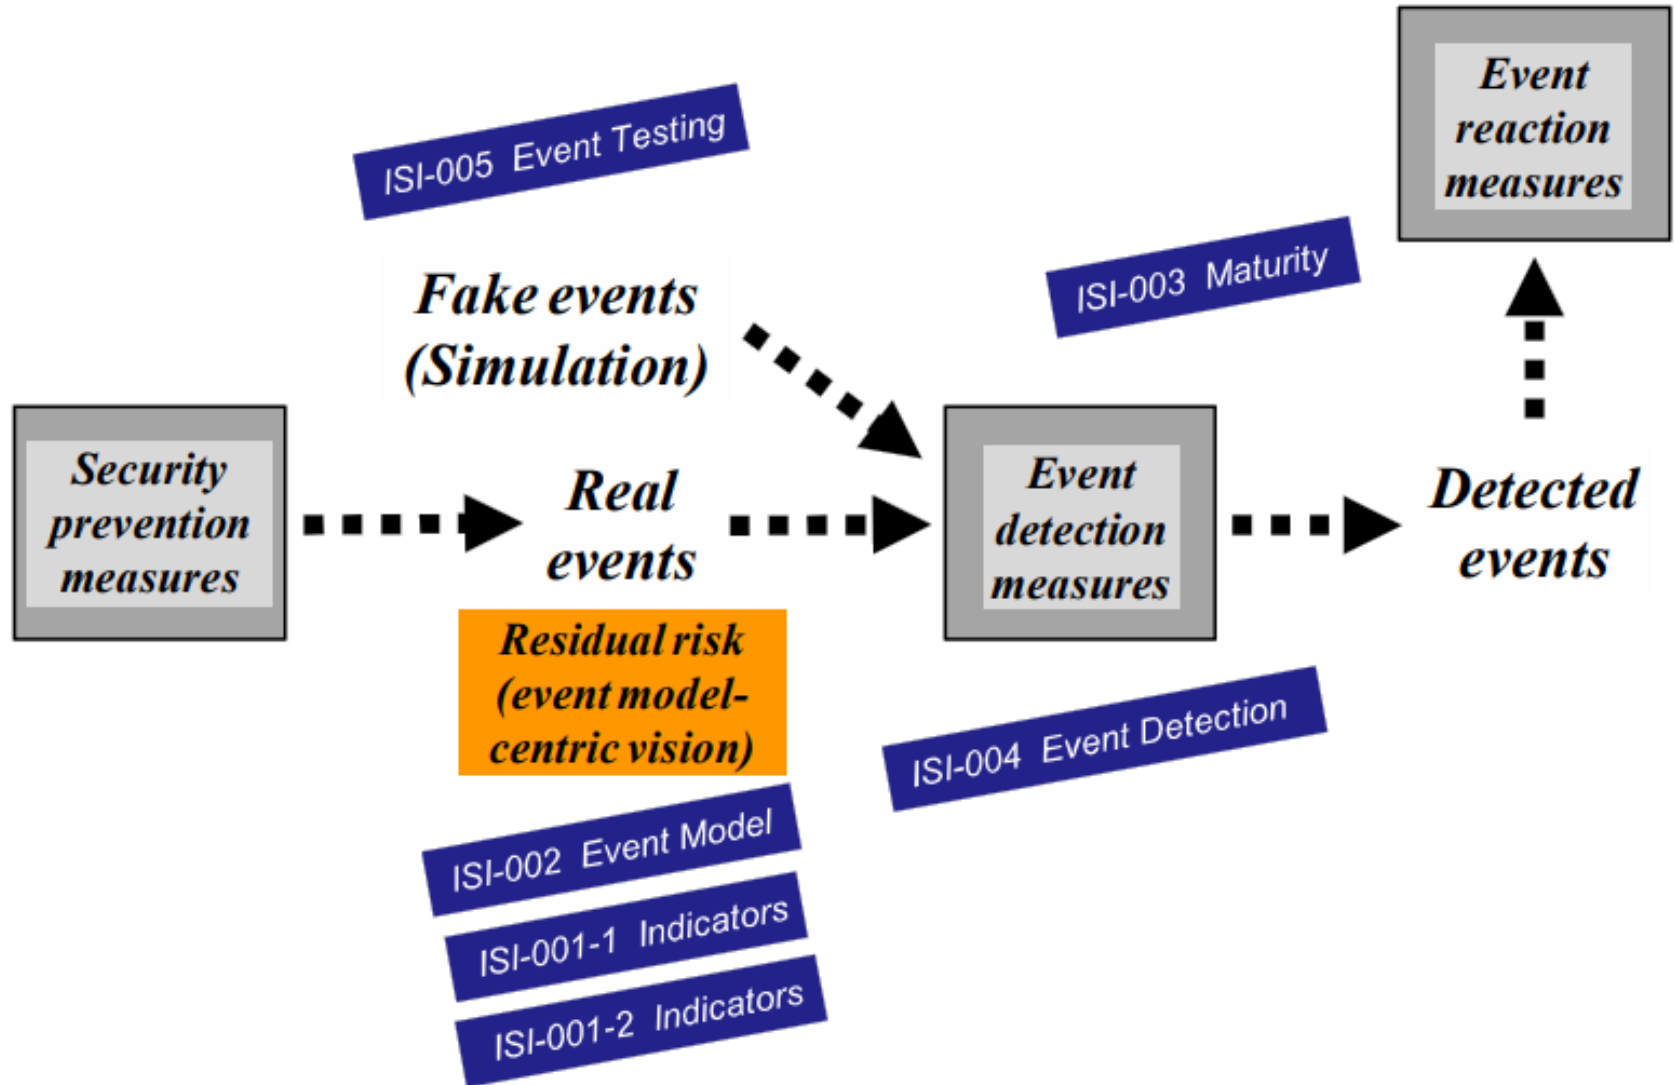 Event
reaction
measures
ISI-005 Event Testing
ISI-003 Maturity
Fake events
(Simulation)
Security
prevention
measures
Real
events
Event
detection
measures
Detected
events
Residual risk
(event model-
centric vision)
ISI-004 Event Detection
ISI-002 Event Model
ISI-001-1 Indicators
ISI-001-2 Indicators